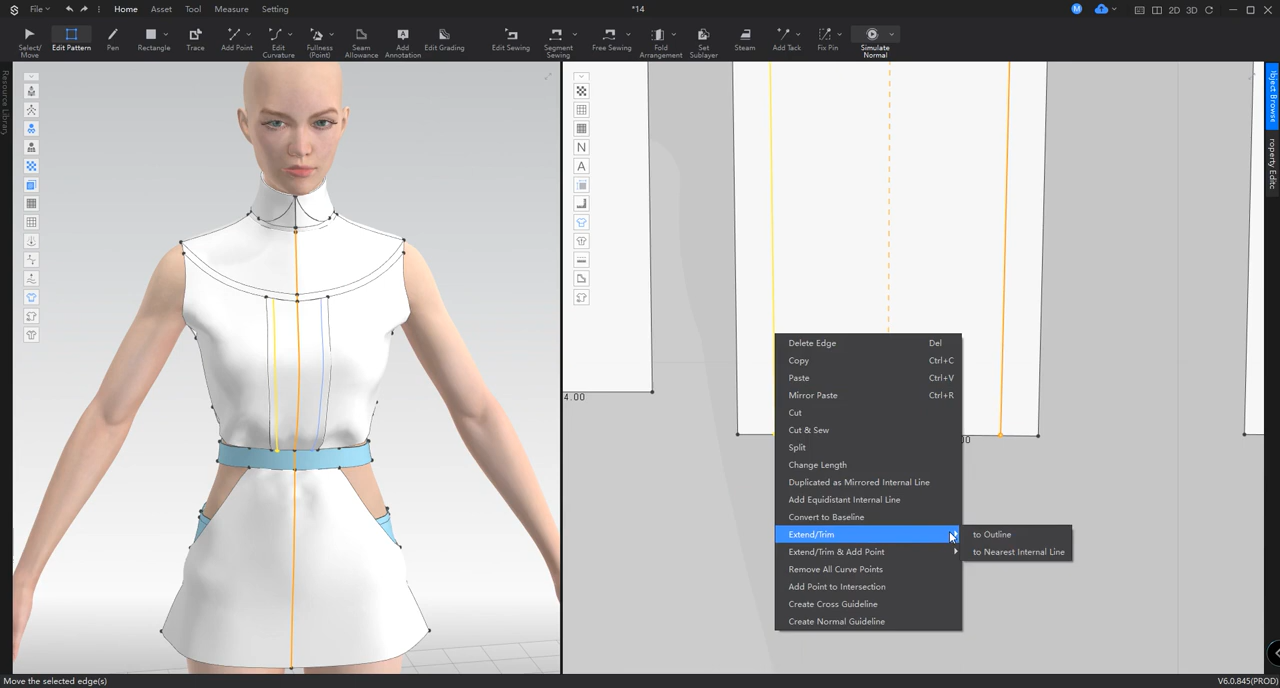 File
Home
Asset
Tool
Measure
Setting
*14
M
2D
3D
Select/
Move
Edit Pattern
Pen
Rectangle
Trace
Add Point
Edit
Curvature
Fullness
(Point)
Seam
Allowance
Add
Annotation
Edit Grading
Edit Sewing
Segment
Sewing
Free Sewing
Fold
Arrangement
Set
Sublayer
Steam
Add Tack
Fix Pin
Simulate
Normal
Resource Library
N
A
bject Browse
roperty Edito
4.00
00
Delete Edge Del
Copy Ctrl+C
Paste Ctrl+V
Mirror Paste Ctrl+R
Cut
Cut & Sew
Split
Change Length
Duplicated as Mirrored Internal Line
Add Equidistant Internal Line
Convert to Baseline
Extend/Trim
to Outline
Extend/Trim & Add Point
to Nearest Internal Line
Remove All Curve Points
Add Point to Intersection
Create Cross Guideline
Create Normal Guideline
Move the selected edge(s)
V6.0.845(PROD)